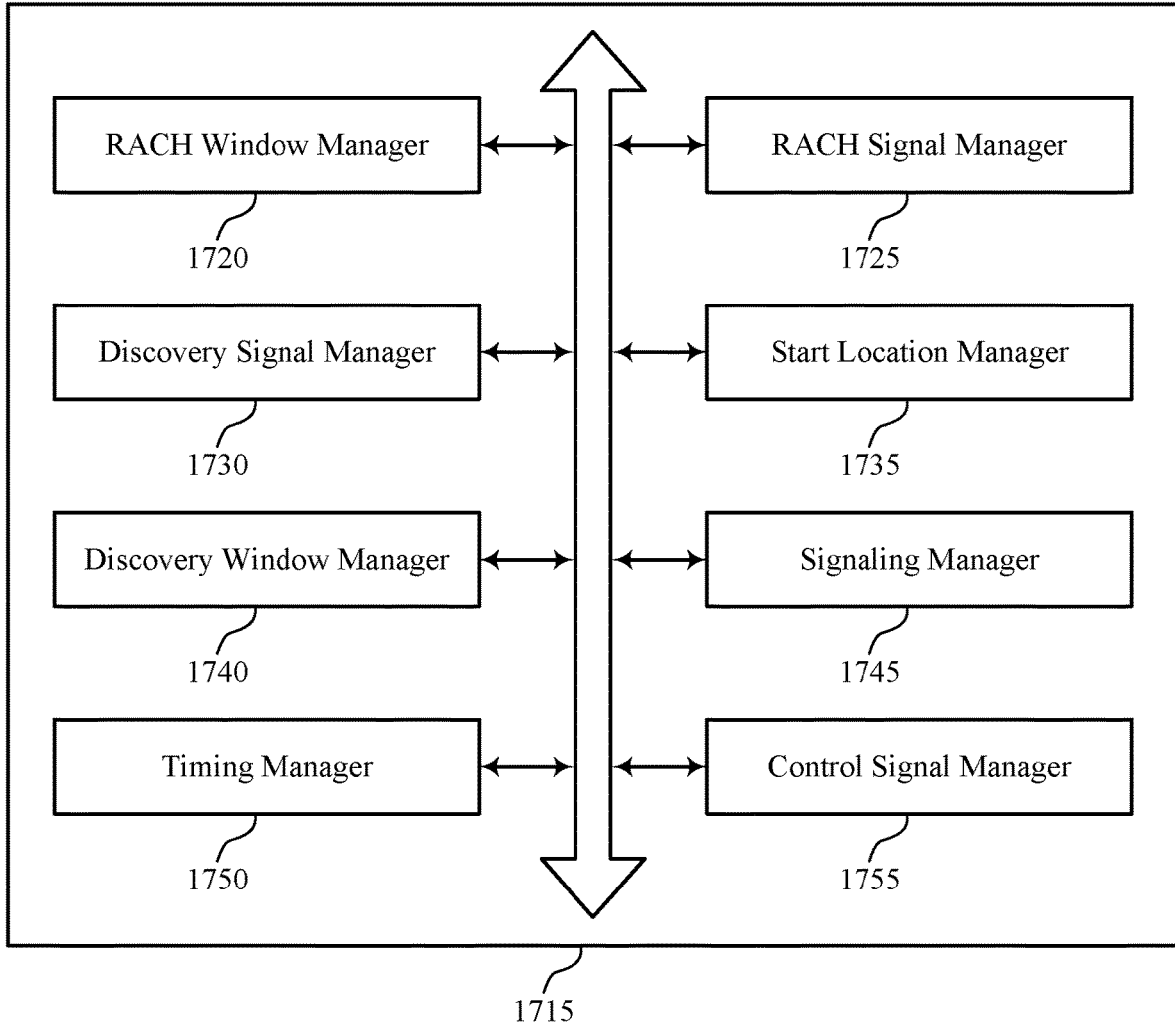 RACH Window Manager
RACH Signal Manager
1720
1725
Discovery Signal Manager
Start Location Manager
1730
1735
Discovery Window Manager
Signaling Manager
1740
1745
Timing Manager
Control Signal Manager
1750
1755
1715